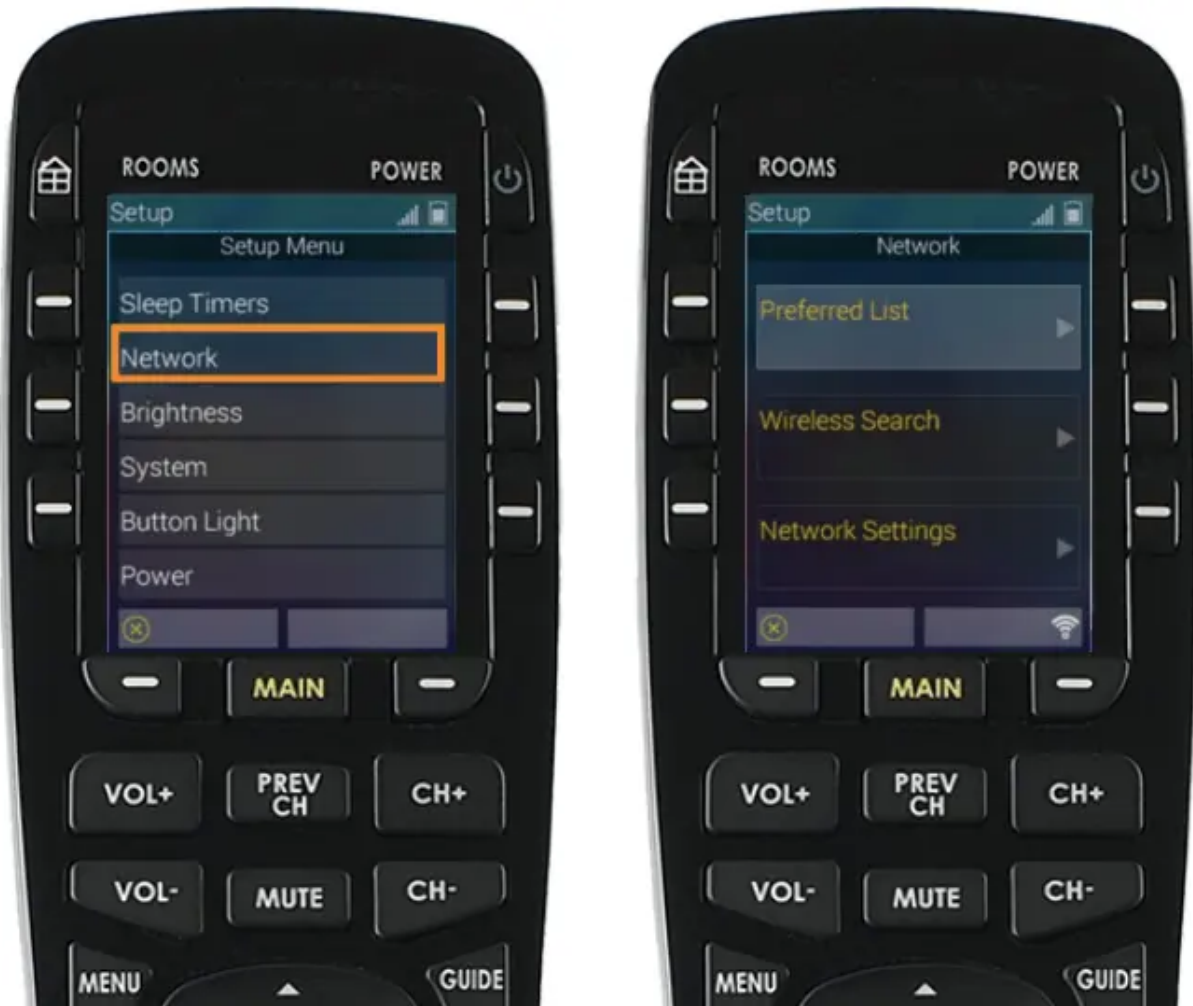 ROOMS POWER
Setup
Setup Menu
Sleep Timers
Network
Brightness
System
Button Light
Power
MAIN
VOL+ PREV CH CH+
VOL- MUTE CH-
MENU GUIDE
ROOMS POWER
Setup
Network
Preferred List
Wireless Search
Network Settings
MAIN
VOL+ PREV CH CH+
VOL- MUTE CH-
MENU GUIDE